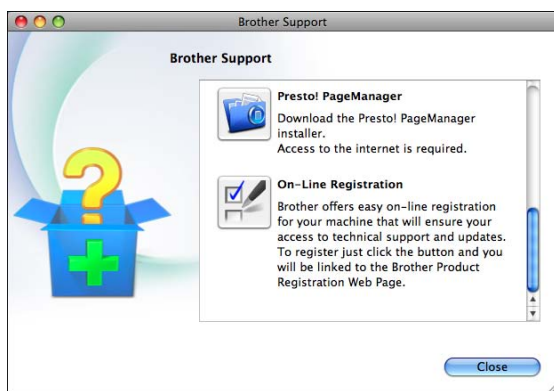 Brother Support
Brother Support
Presto! PageManager
Download the Presto! PageManager
installer.
Access to the internet is required.
On-Line Registration
Brother offers easy on-line registration
for your machine that will ensure your
access to technical support and updates.
To register just click the button and you
will be linked to the Brother Product
Registration Web Page.
Close